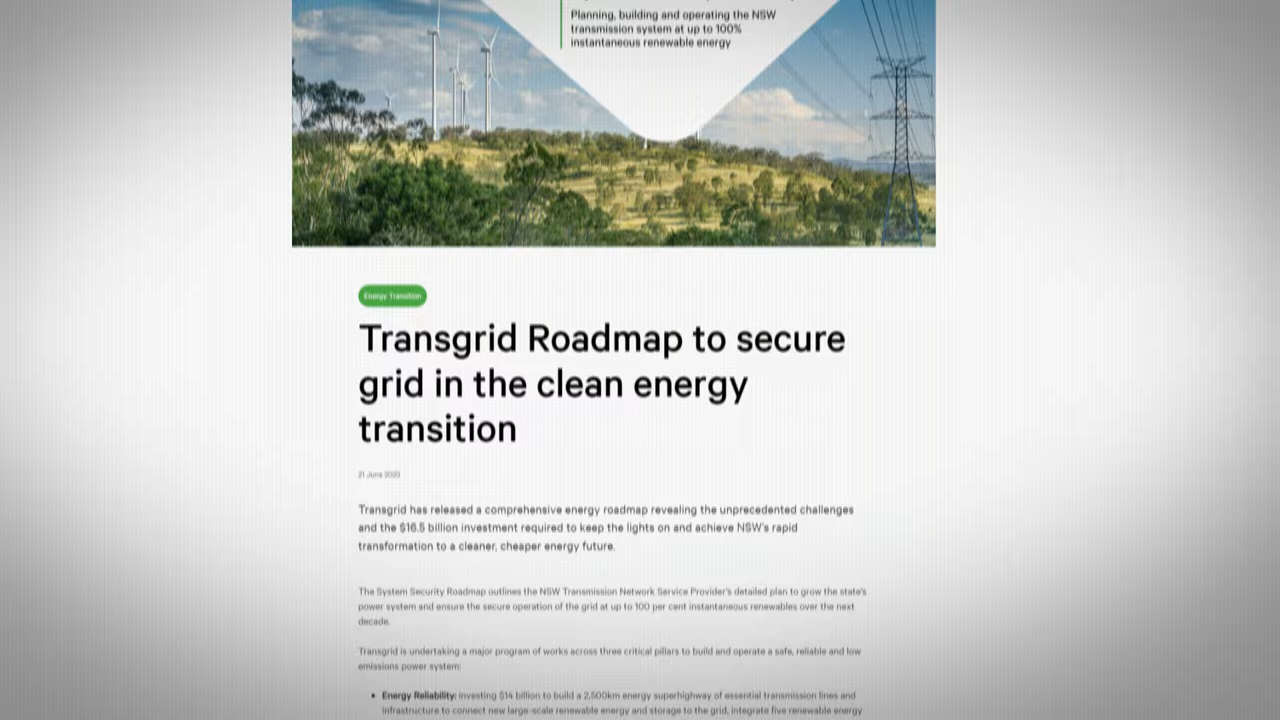 Planning, building and operating the NSW
transmission system at up to 100%
instantaneous renewable energy
Energy Transition
Transgrid Roadmap to secure
grid in the clean energy
transition
21 June 2023
Transgrid has released a comprehensive energy roadmap revealing the unprecedented challenges
and the $16.5 billion investment required to keep the lights on and achieve NSW's rapid
transformation to a cleaner, cheaper energy future.
The System Security Roadmap outlines the NSW Transmission Network Service Provider's detailed plan to grow the state's
power system and ensure the secure operation of the grid at up to 100 per cent instantaneous renewables over the next
decade.
Transgrid is undertaking a major program of works across three critical pillars to build and operate a safe, reliable and low
emissions power system:
• Energy Reliability: investing $14 billion to build a 2,500km energy superhighway of essential transmission lines and
infrastructure to connect new large-scale renewable energy and storage to the grid, integrate five renewable energy